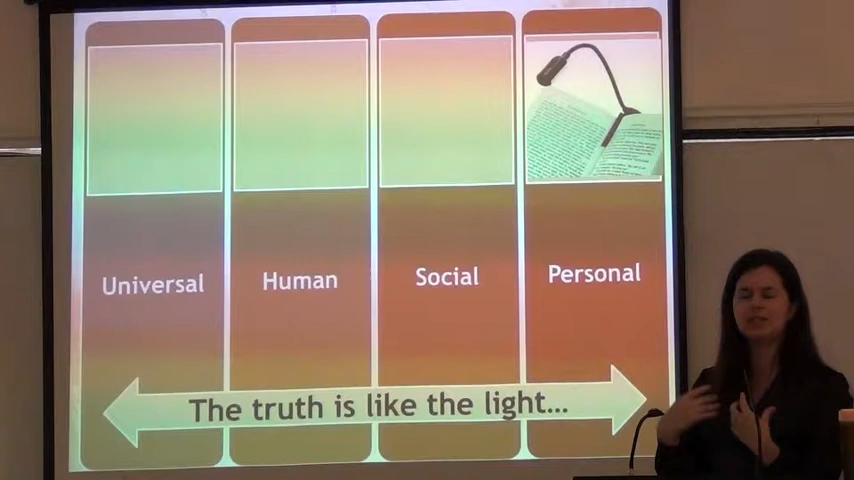 Universal
Human
Social
Personal
The truth is like the light...